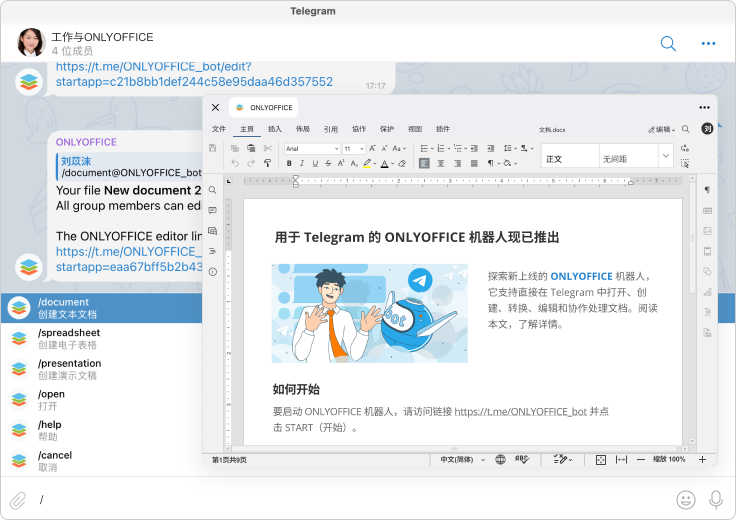 Telegram
工作与ONLYOFFICE
4 位成员
https://t.me/ONLYOFFICE_bot/edit?
startapp=c21b8bb1def244c58e95daa46d357552
17:17
ONLYOFFICE
刘苡沫
/document@ONLYOFFICE_bot
Your file New document 2
All group members can ed
The ONLYOFFICE editor lin
https://t.me/ONLYOFFICE_
startapp=eaa67bff5b2b43
/document
创建文本文档
/spreadsheet
创建电子表格
/presentation
创建演示文稿
/open
打开
/help
帮助
/cancel
取消
/
ONLYOFFICE
文件 主页 插入 布局 引用 协作 保护 视图 插件
文档.docx
编辑
刘
Arial
11
正文
无间距
用于 Telegram 的 ONLYOFFICE 机器人现已推出
bot
探索新上线的 ONLYOFFICE 机器人，
它支持直接在 Telegram 中打开、创
建、转换、编辑和协作处理文档。阅读
本文，了解详情。
如何开始
要启动 ONLYOFFICE 机器人，请访问链接 https://t.me/ONLYOFFICE_bot 并点
击 START（开始）。
第1页共9页
中文(简体)
缩放 100%